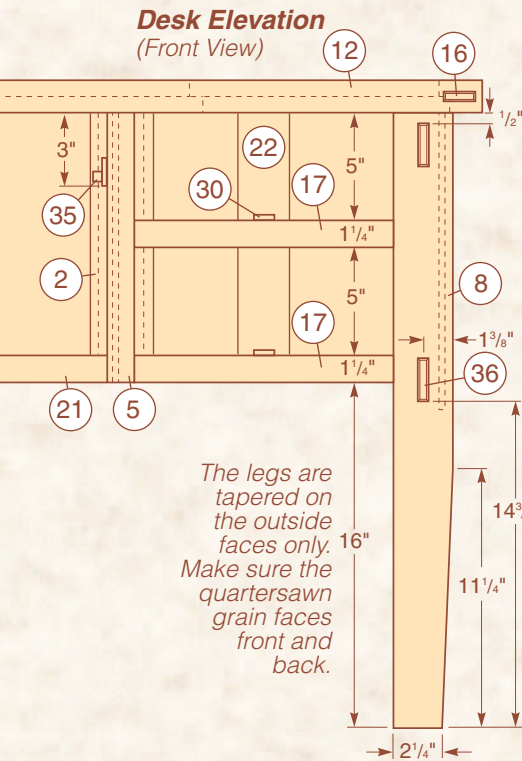 Desk Elevation
(Front View)
12
16
1/2"
3"
22
5"
30
17
35
1 1/4"
2
8
5"
17
1 3/8"
1 1/4"
36
21
5
The legs are
tapered on
the outside
faces only.
Make sure the
quartersawn
grain faces
front and
back.
16"
14 3
11 1/4"
2 1/4"